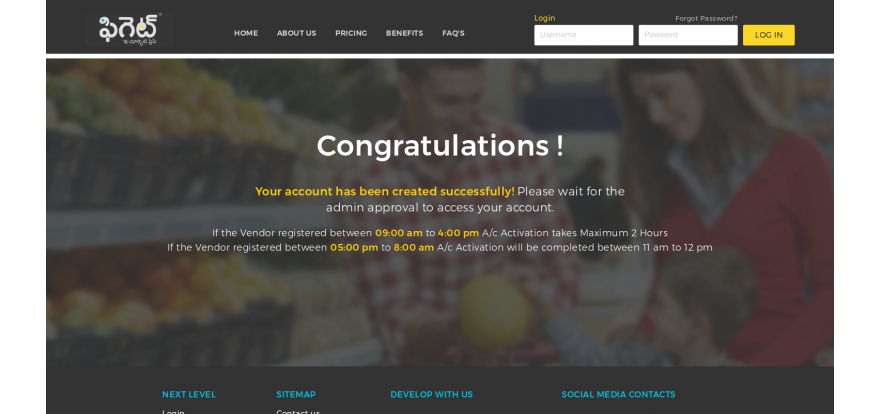 ఫిగెట్
ఇ-మార్కెట్ ప్లేస్
HOME ABOUT US PRICING BENEFITS FAQ'S
Login Forgot Password?
Username Password LOG IN
Congratulations !
Your account has been created successfully! Please wait for the
admin approval to access your account.
If the Vendor registered between 09:00 am to 4:00 pm A/c Activation takes Maximum 2 Hours
If the Vendor registered between 05:00 pm to 8:00 am A/c Activation will be completed between 11 am to 12 pm
NEXT LEVEL SITEMAP DEVELOP WITH US SOCIAL MEDIA CONTACTS
Login Contact us